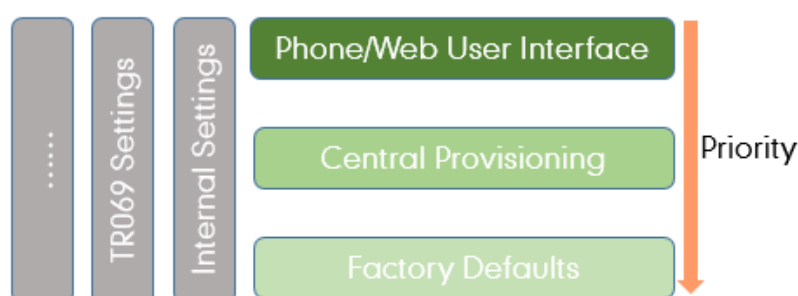 ......
TR069 Settings
Internal Settings
Phone/Web User Interface
Central Provisioning
Factory Defaults
Priority